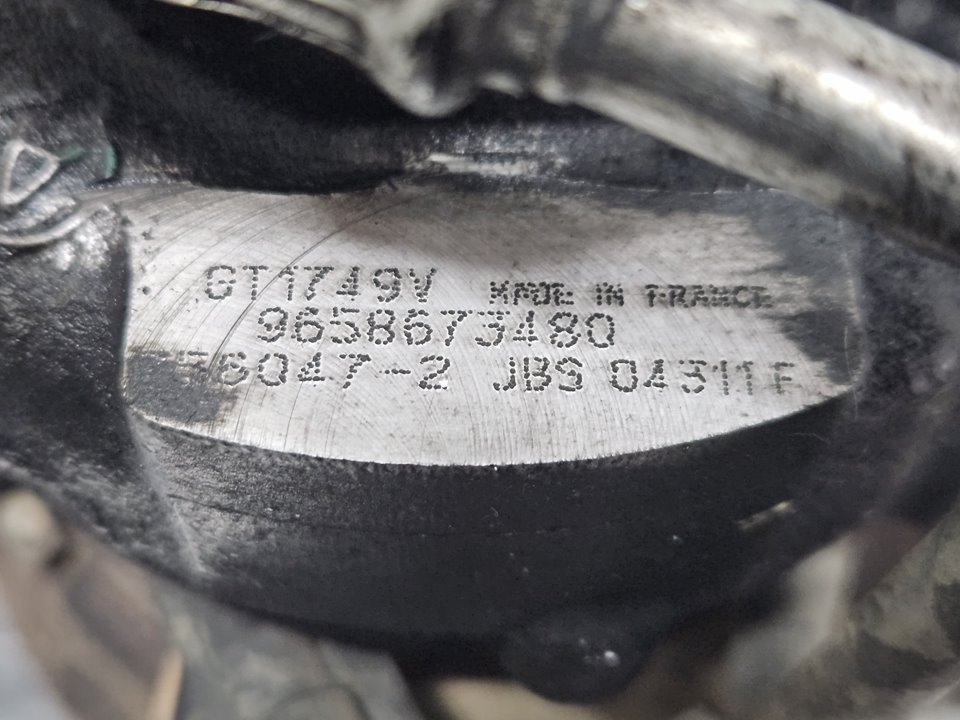 GT1749V MADE IN FRANCE
9658673480
6047-2 JBS 04311F